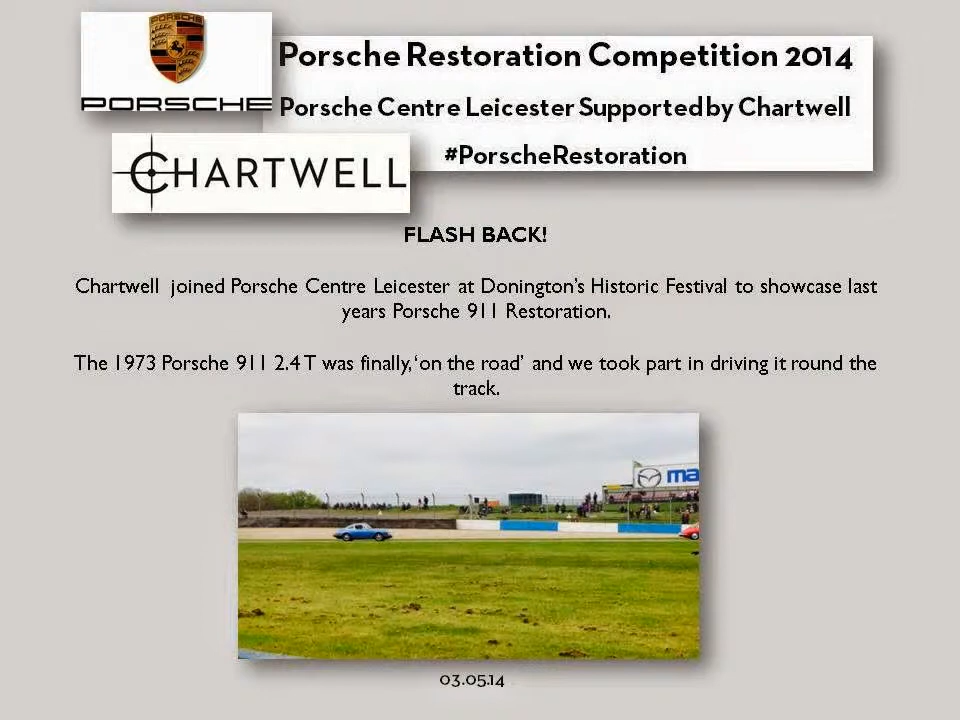 PORSCHE
PORSCHE
Porsche Restoration Competition 2014
Porsche Centre Leicester Supported by Chartwell
#PorscheRestoration
CHARTWELL
FLASH BACK!
Chartwell joined Porsche Centre Leicester at Donington's Historic Festival to showcase last
years Porsche 911 Restoration.
The 1973 Porsche 911 2.4 T was finally, 'on the road' and we took part in driving it round the
track.
ma
03.05.14